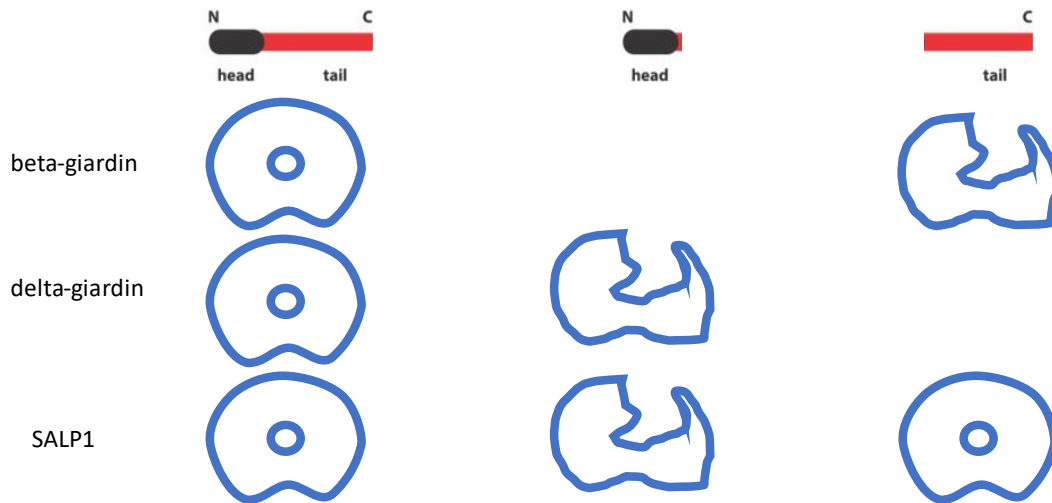 N C N C
head tail head tail
beta-giardin
delta-giardin
SALP1